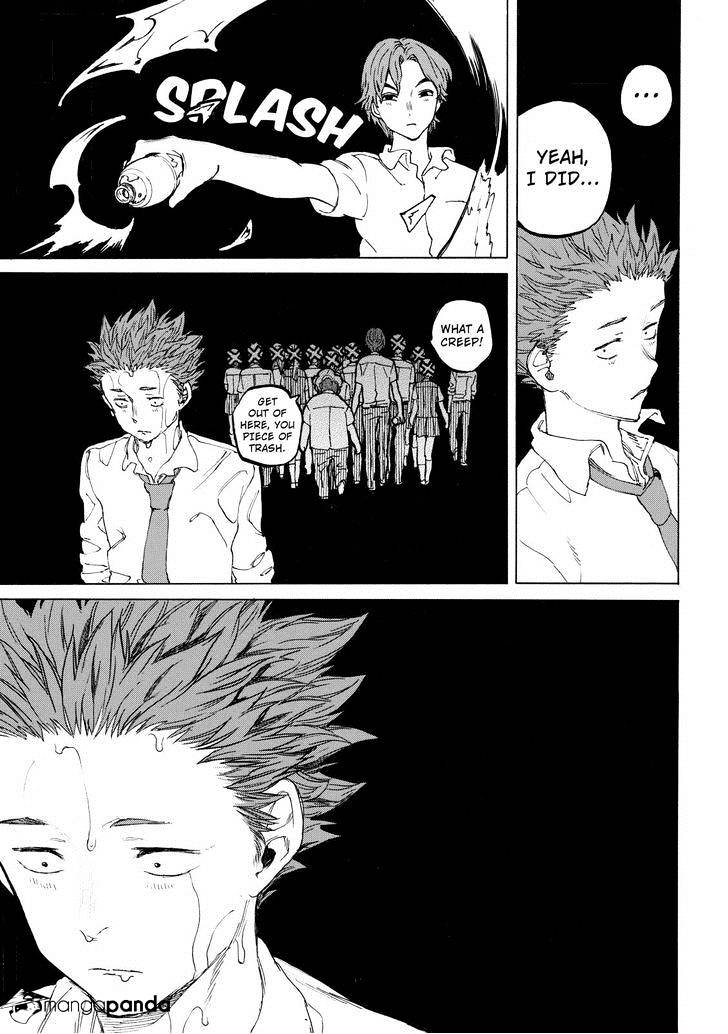 ...
YEAH,
I DID...
SPLASH
WHAT A
CREEP!
GET
OUT OF
HERE, YOU
PIECE OF
TRASH.
mangapanda